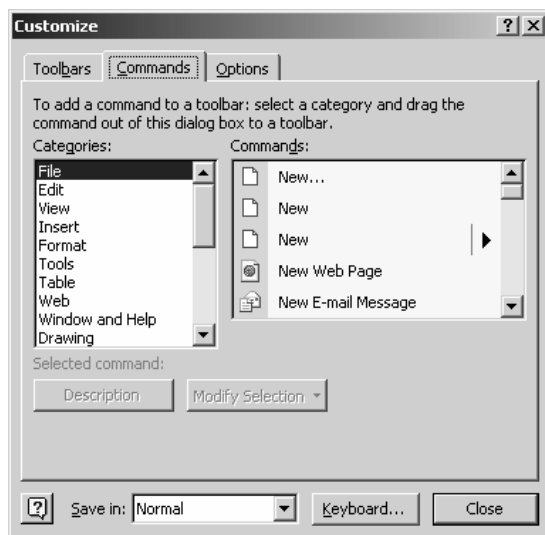 Customize
Toolbars Commands Options
To add a command to a toolbar: select a category and drag the
command out of this dialog box to a toolbar.
Categories:
File
Edit
View
Insert
Format
Tools
Table
Web
Window and Help
Drawing
Commands:
New...
New
New
New Web Page
New E-mail Message
Selected command:
Description Modify Selection
Save in: Normal Keyboard... Close